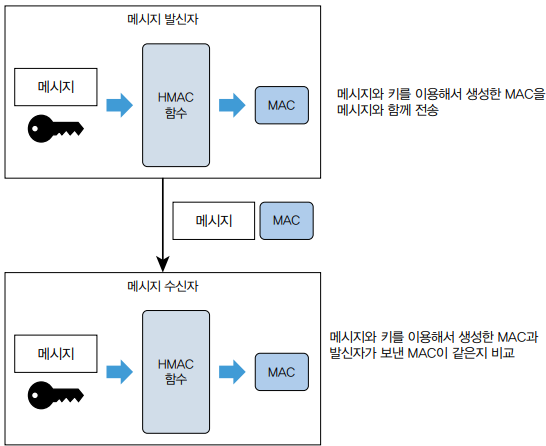 메시지 발신자
메시지
HMAC
함수
MAC
메시지와 키를 이용해서 생성한 MAC을
메시지와 함께 전송
메시지
MAC
메시지 수신자
메시지
HMAC
함수
MAC
메시지와 키를 이용해서 생성한 MAC과
발신자가 보낸 MAC이 같은지 비교